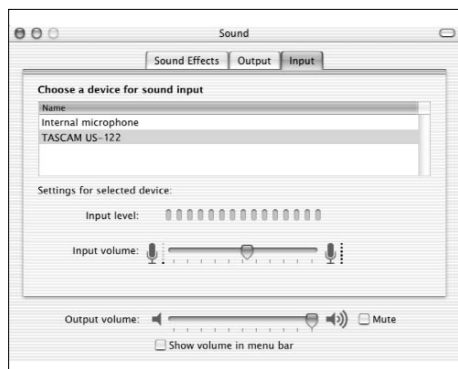 Sound
Sound Effects Output Input
Choose a device for sound input
Name
Internal microphone
TASCAM US-122
Settings for selected device:
Input level:
Input volume:
Output volume: Mute
Show volume in menu bar